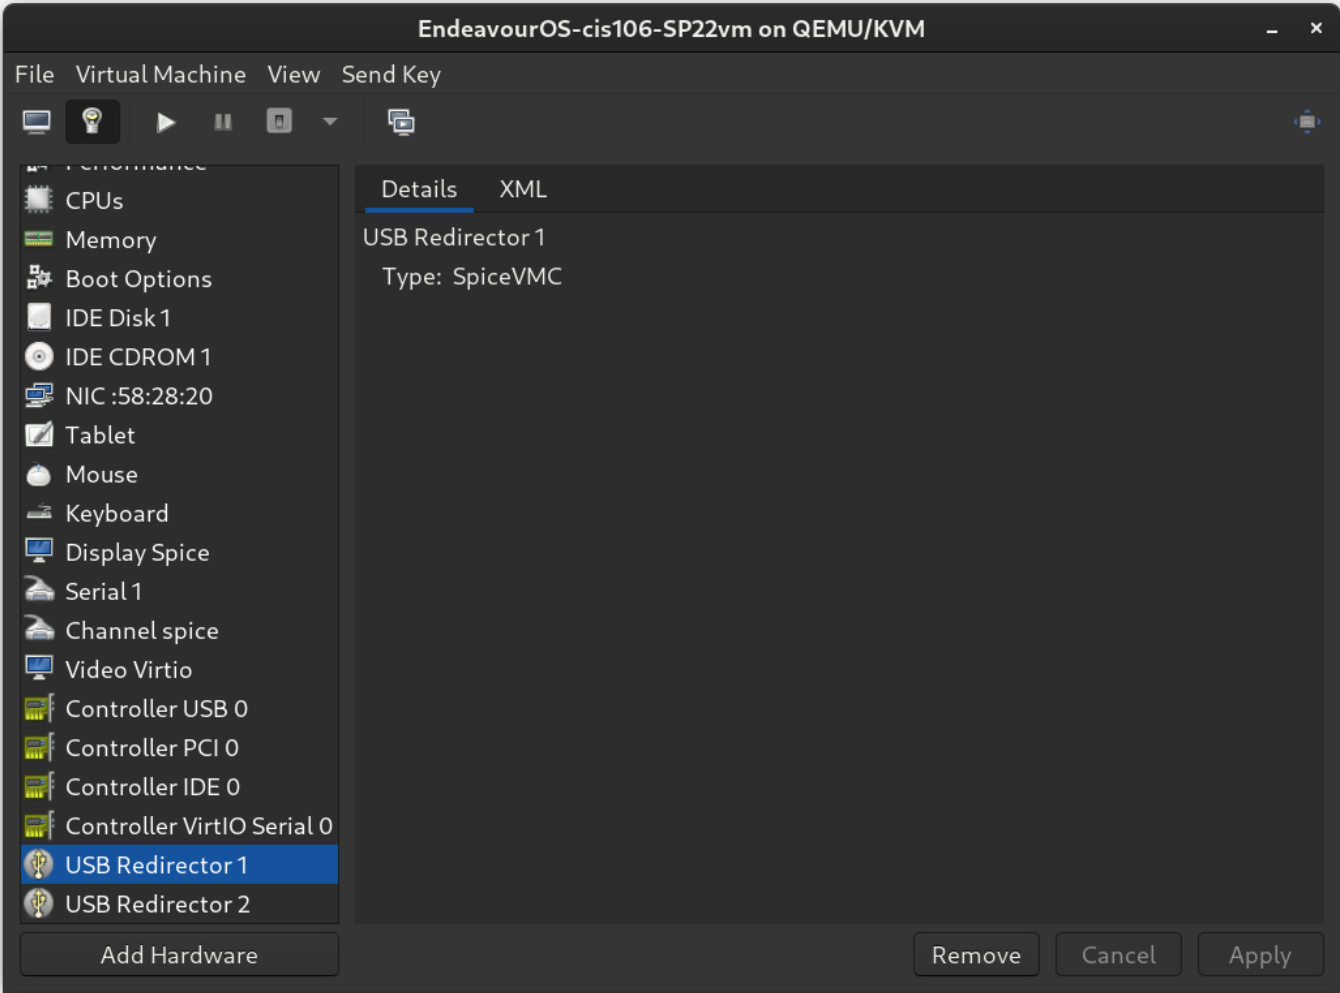 EndeavourOS-cis106-SP22vm on QEMU/KVM
File Virtual Machine View Send Key
Performance
CPUs
Memory
Boot Options
IDE Disk 1
IDE CDROM 1
NIC :58:28:20
Tablet
Mouse
Keyboard
Display Spice
Serial 1
Channel spice
Video Virtio
Controller USB 0
Controller PCI 0
Controller IDE 0
Controller VirtIO Serial 0
USB Redirector 1
USB Redirector 2
Add Hardware
Details XML
USB Redirector 1
Type: SpiceVMC
Remove Cancel Apply